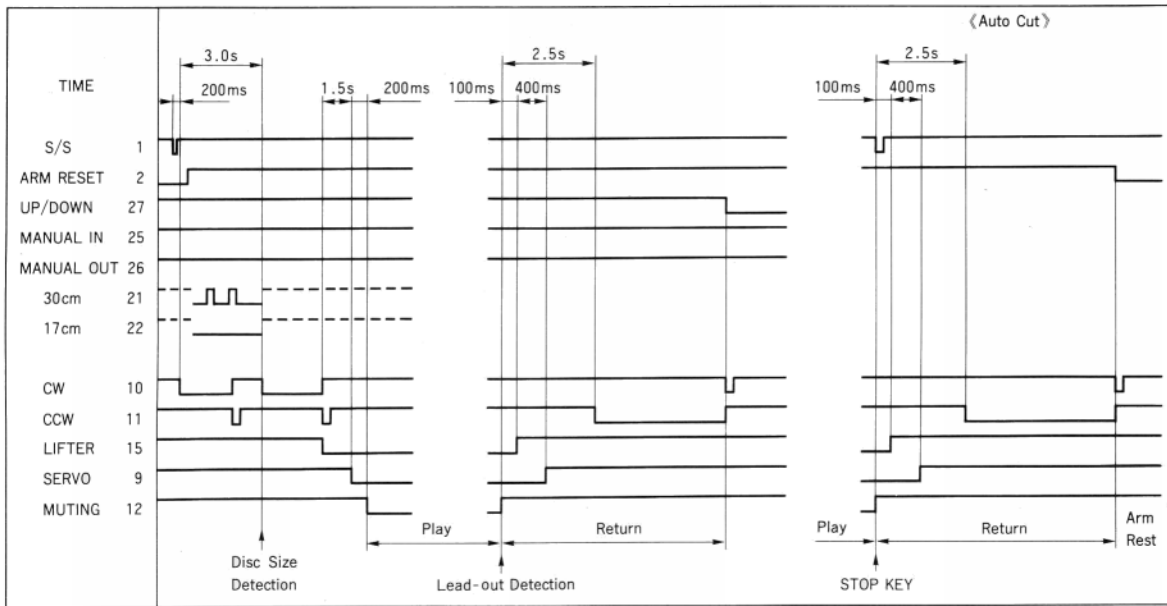 《Auto Cut》
3.0s 2.5s 2.5s
TIME
200ms 1.5s 200ms 100ms 400ms 100ms 400ms
S/S 1
ARM RESET 2
UP/DOWN 27
MANUAL IN 25
MANUAL OUT 26
30cm 21
17cm 22
CW 10
CCW 11
LIFTER 15
SERVO 9
MUTING 12
Play Return Play Return Arm Rest
Disc Size
Detection Lead-out Detection STOP KEY